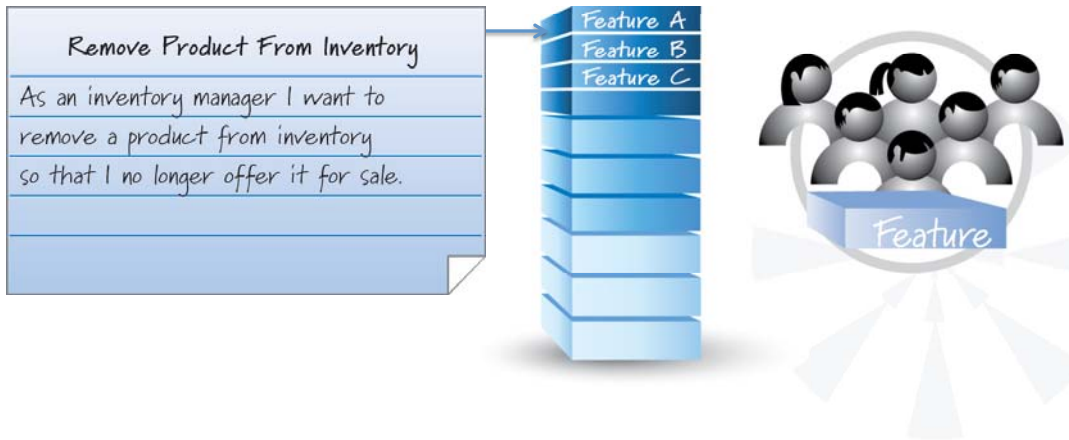 Remove Product From Inventory
As an inventory manager I want to
remove a product from inventory
so that I no longer offer it for sale.
Feature A
Feature B
Feature C
Feature